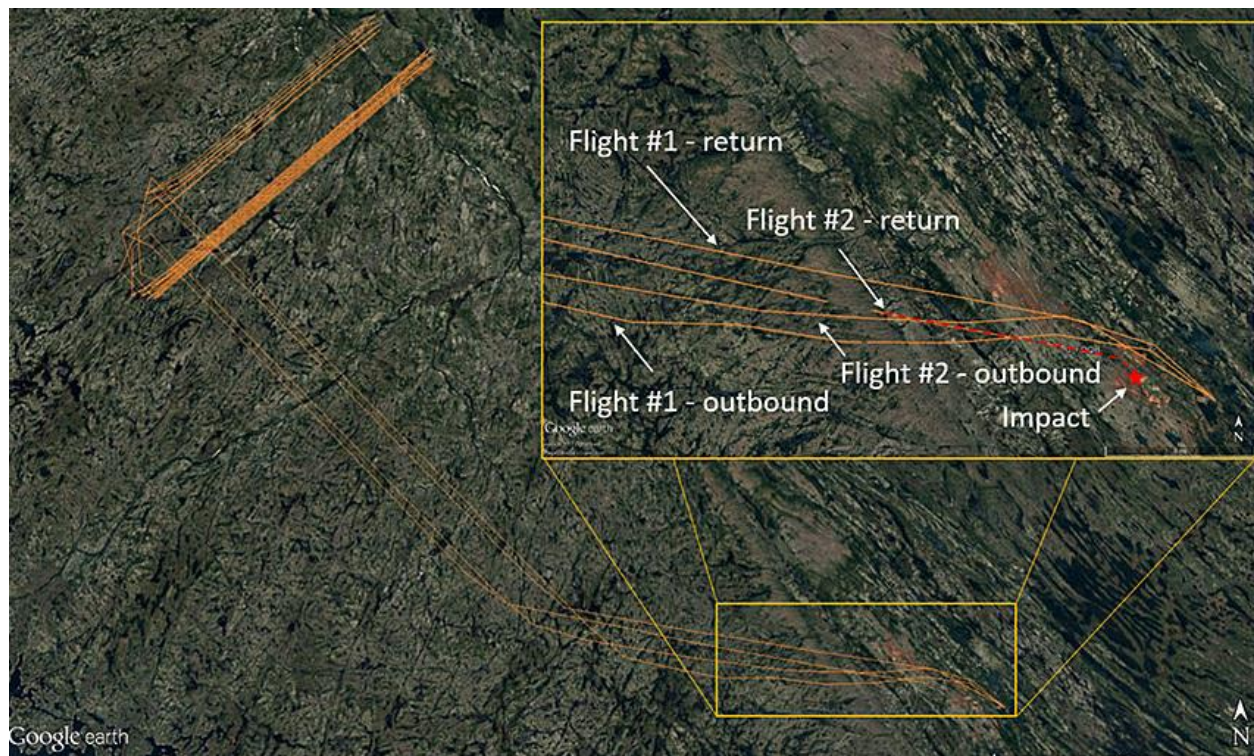 Flight #1 - return
Flight #2 - return
Flight #2 - outbound
Flight #1 - outbound
Impact
Google earth
N
Google earth
N